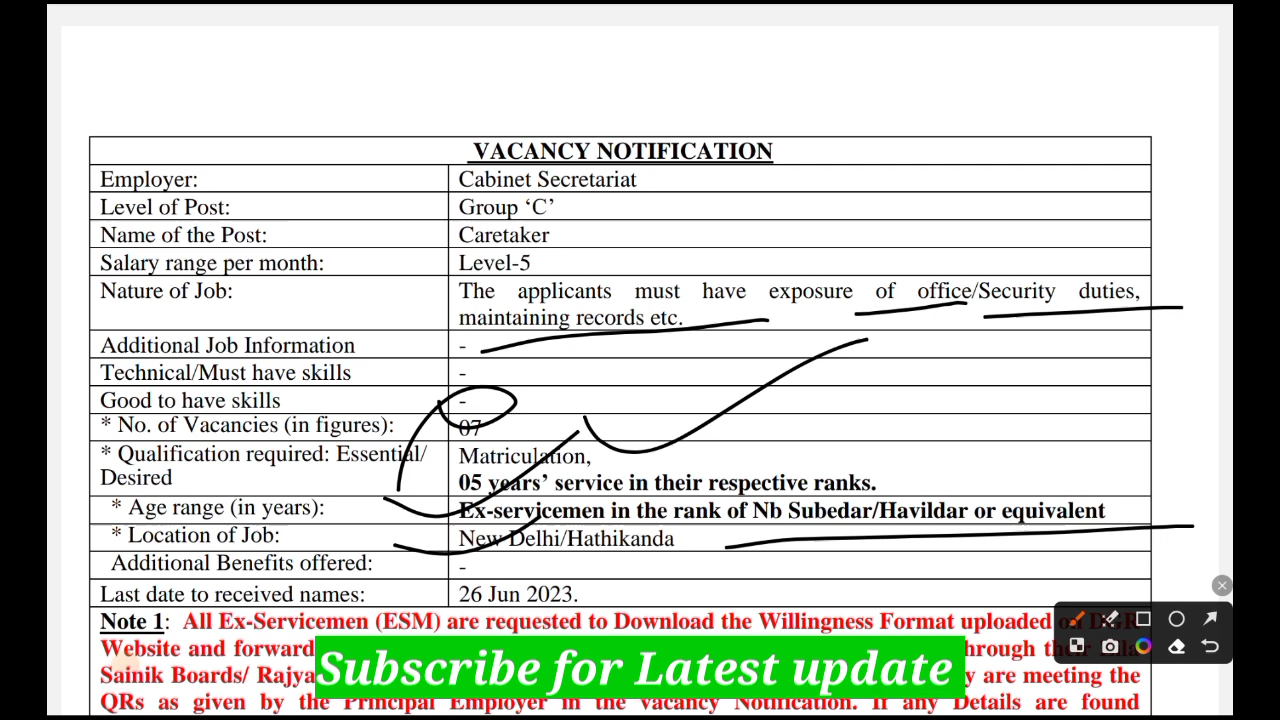 VACANCY NOTIFICATION
Employer: Cabinet Secretariat
Level of Post: Group ‘C’
Name of the Post: Caretaker
Salary range per month: Level-5
Nature of Job: The applicants must have exposure of office/Security duties,
maintaining records etc.
Additional Job Information -
Technical/Must have skills -
Good to have skills -
* No. of Vacancies (in figures): 07
* Qualification required: Essential/ Matriculation,
Desired 05 years’ service in their respective ranks.
* Age range (in years): Ex-servicemen in the rank of Nb Subedar/Havildar or equivalent
* Location of Job: New Delhi/Hathikanda
Additional Benefits offered: -
Last date to received names: 26 Jun 2023.
Note 1: All Ex-Servicemen (ESM) are requested to Download the Willingness Format uploaded
Website and forward
Sainik Boards/ Rajya are meeting the
QRs as given by the Principal Employer in the Vacancy Notification. If any Details are found
Subscribe for Latest update